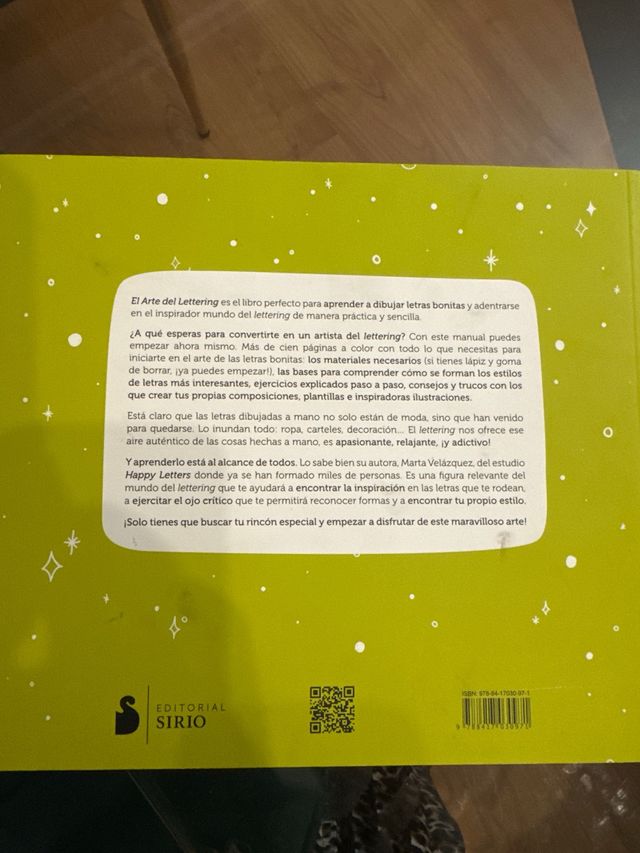 El Arte del Lettering es el libro perfecto para aprender a dibujar letras bonitas y adentrarse
en el inspirador mundo del lettering de manera práctica y sencilla.
¿A qué esperas para convertirte en un artista del lettering? Con este manual puedes
empezar ahora mismo. Más de cien páginas a color con todo lo que necesitas para
iniciarte en el arte de las letras bonitas: los materiales necesarios (si tienes lápiz y goma
de borrar, ¡ya puedes empezar!), las bases para comprender cómo se forman los estilos
de letras más interesantes, ejercicios explicados paso a paso, consejos y trucos con los
que crear tus propias composiciones, plantillas e inspiradoras ilustraciones.
Está claro que las letras dibujadas a mano no solo están de moda, sino que han venido
para quedarse. Lo inundan todo: ropa, carteles, decoración... El lettering nos ofrece ese
aire auténtico de las cosas hechas a mano, es apasionante, relajante, ¡y adictivo!
Y aprenderlo está al alcance de todos. Lo sabe bien su autora, Marta Velázquez, del estudio
Happy Letters donde ya se han formado miles de personas. Es una figura relevante del
mundo del lettering que te ayudará a encontrar la inspiración en las letras que te rodean,
a ejercitar el ojo crítico que te permitirá reconocer formas y a encontrar tu propio estilo.
¡Solo tienes que buscar tu rincón especial y empezar a disfrutar de este maravilloso arte!
EDITORIAL
SIRIO
ISBN: 978-84-17030-97-1
9 788417 030971